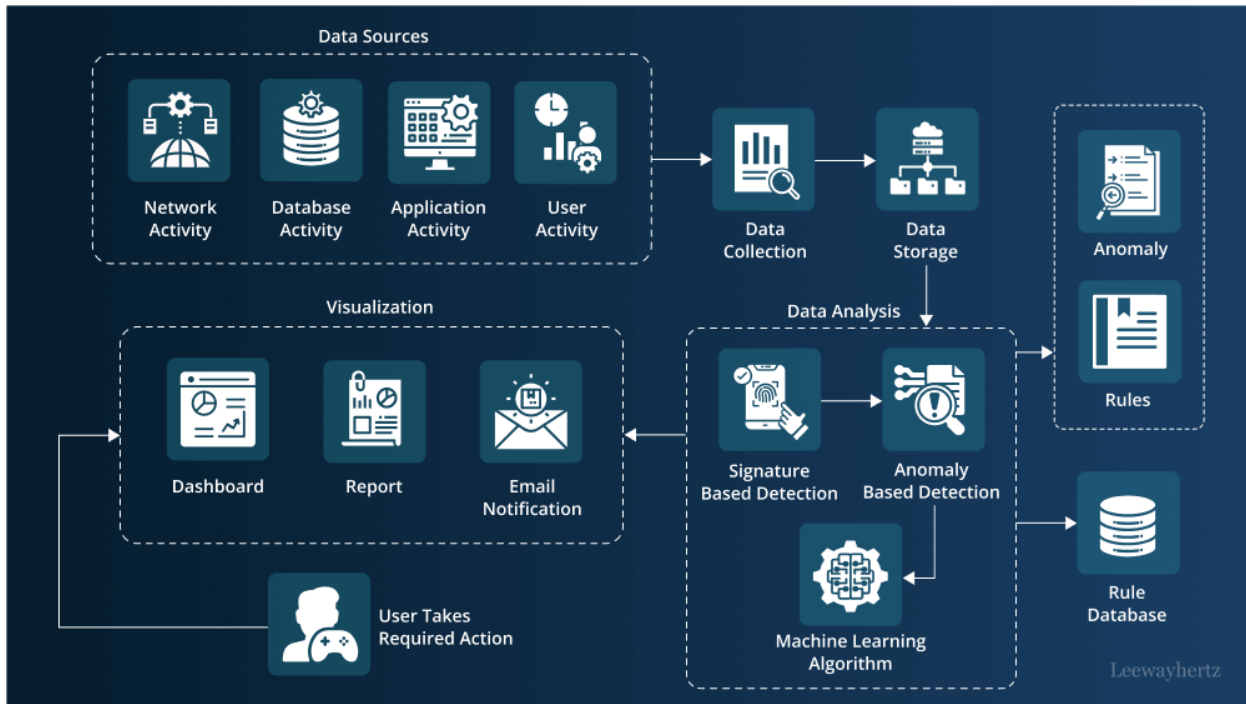 Data Sources
Network
Activity
Database
Activity
Application
Activity
User
Activity
Data
Collection
Data
Storage
Anomaly
Rules
Visualization
Dashboard
Report
Email
Notification
Data Analysis
Signature
Based Detection
Anomaly
Based Detection
Machine Learning
Algorithm
Rule
Database
User Takes
Required Action
Leewayhertz